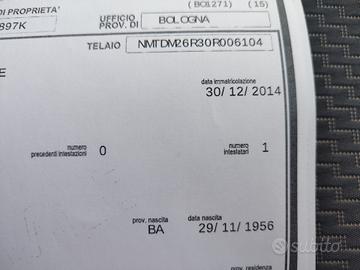 DI PROPRIETA'
(BO1271) (15)
897K
UFFICIO PROV. DI BOLOGNA
TELAIO NMTDM26R30R006104
E
data immatricolazione
30/ 12/ 2014
numero precedenti intestazioni 0
numero intestatari 1
prov. nascita
BA
data nascita
29/ 11/ 1956
prov. residenza
subito